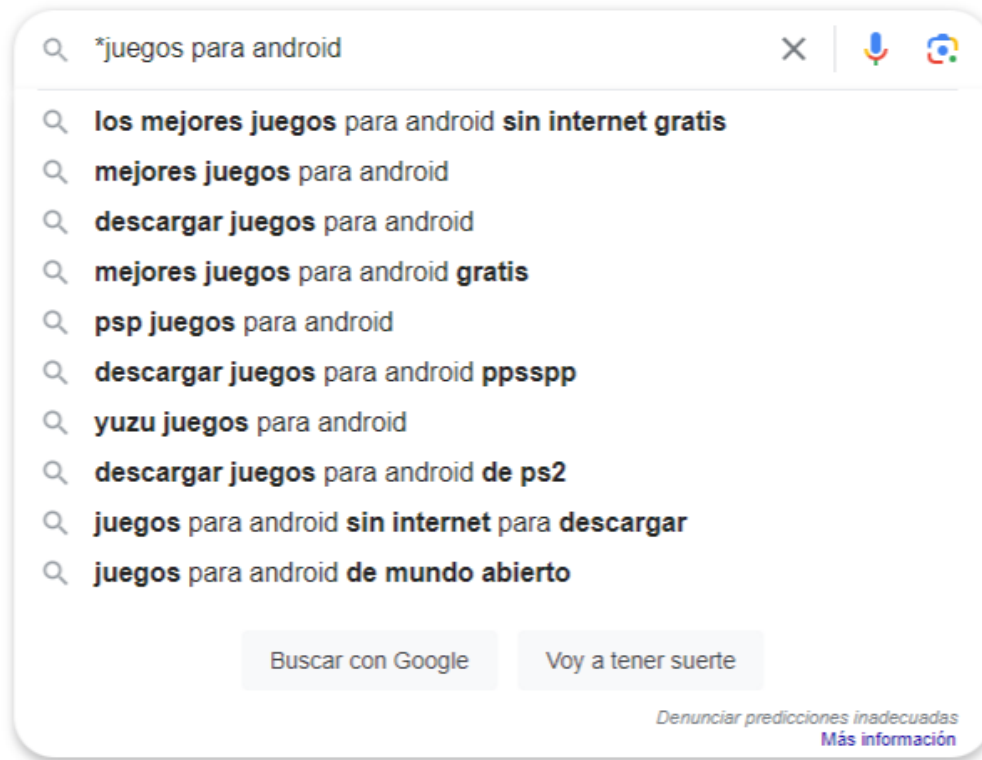 *juegos para android
los mejores juegos para android sin internet gratis
mejores juegos para android
descargar juegos para android
mejores juegos para android gratis
psp juegos para android
descargar juegos para android ppsspp
yuzu juegos para android
descargar juegos para android de ps2
juegos para android sin internet para descargar
juegos para android de mundo abierto
Buscar con Google Voy a tener suerte
Denunciar predicciones inadecuadas
Más información